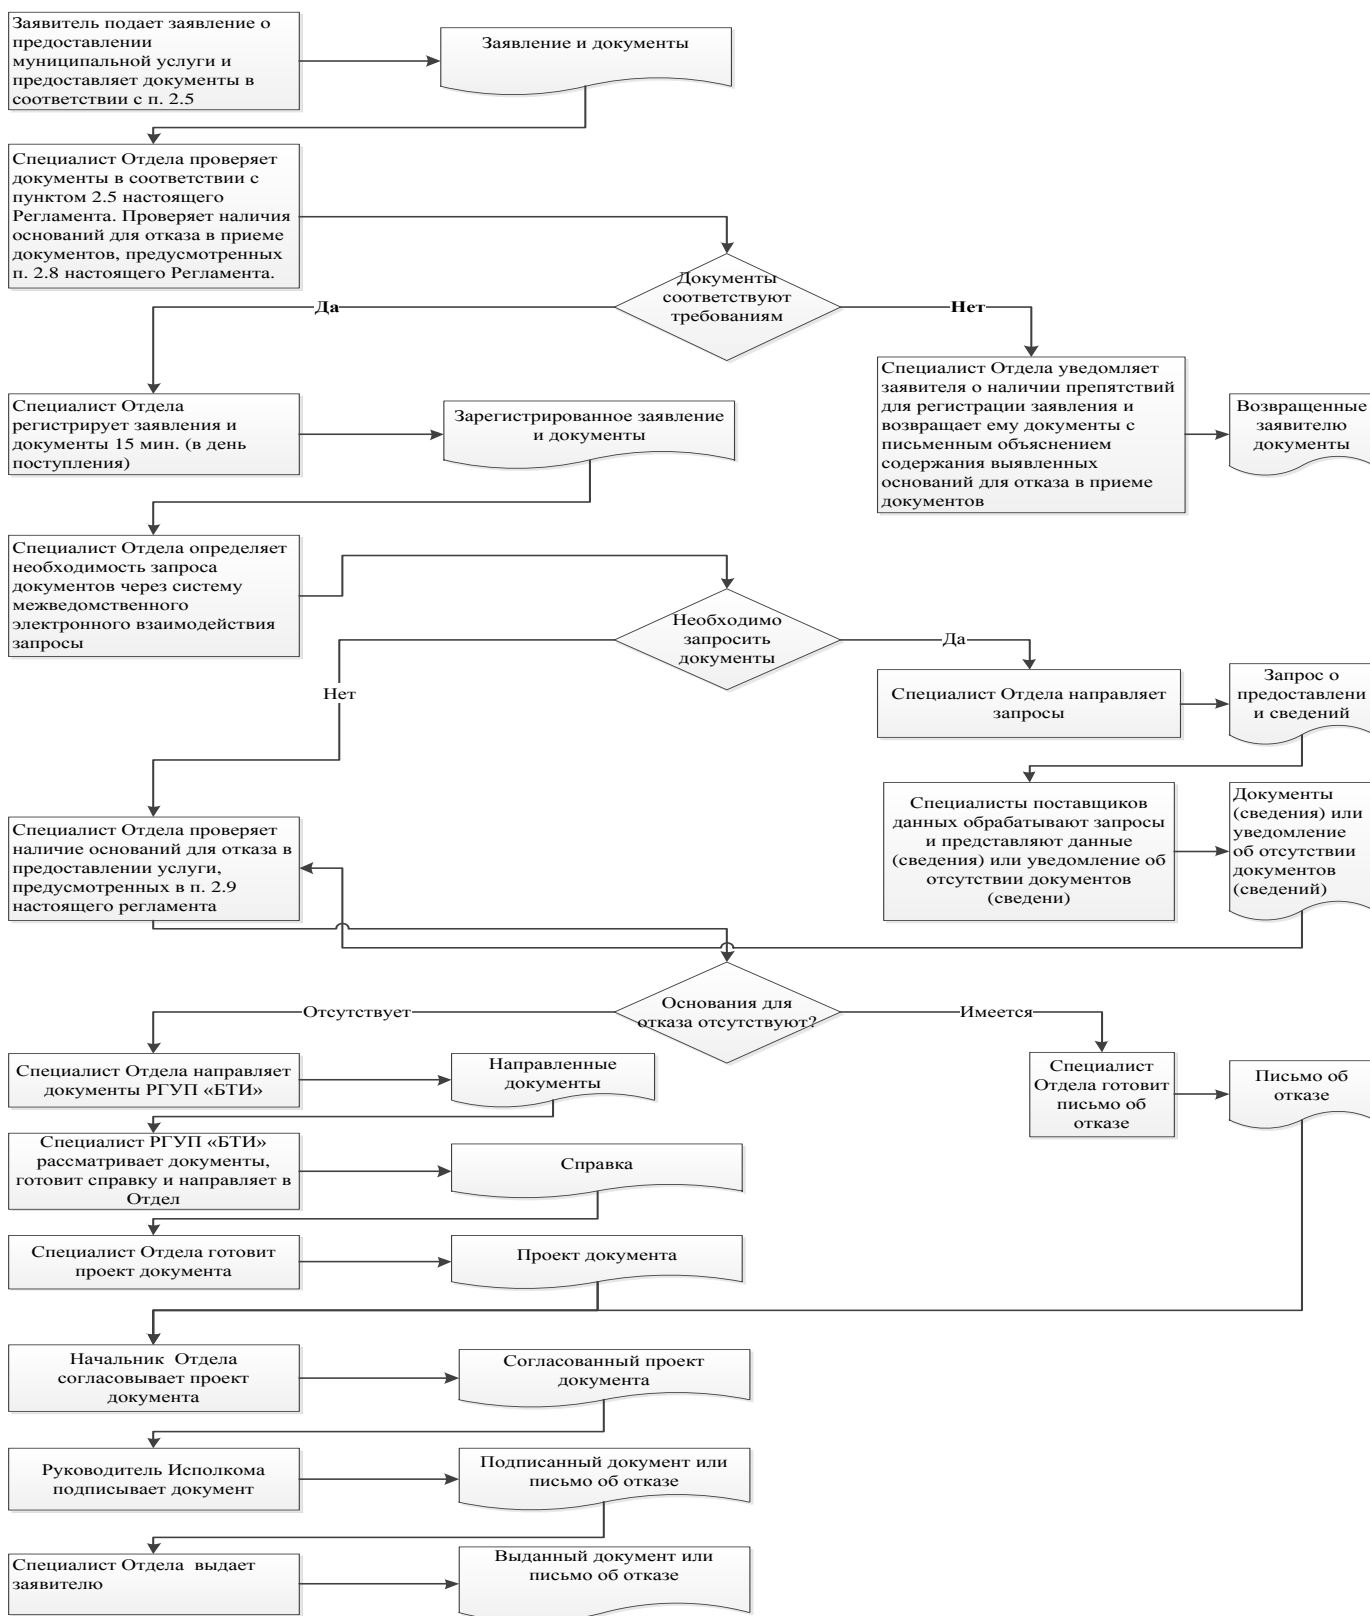 Заявитель подает заявление о
предоставлении
муниципальной услуги и
предоставляет документы в
соответствии с п. 2.5
Заявление и документы
Специалист Отдела проверяет
документы в соответствии с
пунктом 2.5 настоящего
Регламента. Проверяет наличия
оснований для отказа в приеме
документов, предусмотренных
п. 2.8 настоящего Регламента.
Документы
соответствуют
требованиям
Да
Нет
Специалист Отдела
регистрирует заявления и
документы 15 мин. (в день
поступления)
Зарегистрированное заявление
и документы
Специалист Отдела уведомляет
заявителя о наличии препятствий
для регистрации заявления и
возвращает ему документы с
письменным объяснением
содержания выявленных
оснований для отказа в приеме
документов
Возвращенные
заявителю
документы
Специалист Отдела определяет
необходимость запроса
документов через систему
межведомственного
электронного взаимодействия
запросы
Необходимо
запросить
документы
Да
Нет
Специалист Отдела направляет
запросы
Запрос о
предоставлени
и сведений
Специалисты поставщиков
данных обрабатывают запросы
и представляют данные
(сведения) или уведомление об
отсутствии документов
(сведени)
Документы
(сведения) или
уведомление
об отсутствии
документов
(сведений)
Специалист Отдела проверяет
наличие оснований для отказа в
предоставлении услуги,
предусмотренных в п. 2.9
настоящего регламента
Основания для
отказа отсутствуют?
Отсутствует
Имеется
Специалист Отдела направляет
документы РГУП «БТИ»
Направленные
документы
Специалист
Отдела готовит
письмо об
отказе
Письмо об
отказе
Специалист РГУП «БТИ»
рассматривает документы,
готовит справку и направляет в
Отдел
Справка
Специалист Отдела готовит
проект документа
Проект документа
Начальник  Отдела
согласовывает проект
документа
Согласованный проект
документа
Руководитель Исполкома
подписывает документ
Подписанный документ или
письмо об отказе
Специалист Отдела  выдает
заявителю
Выданный документ или
письмо об отказе